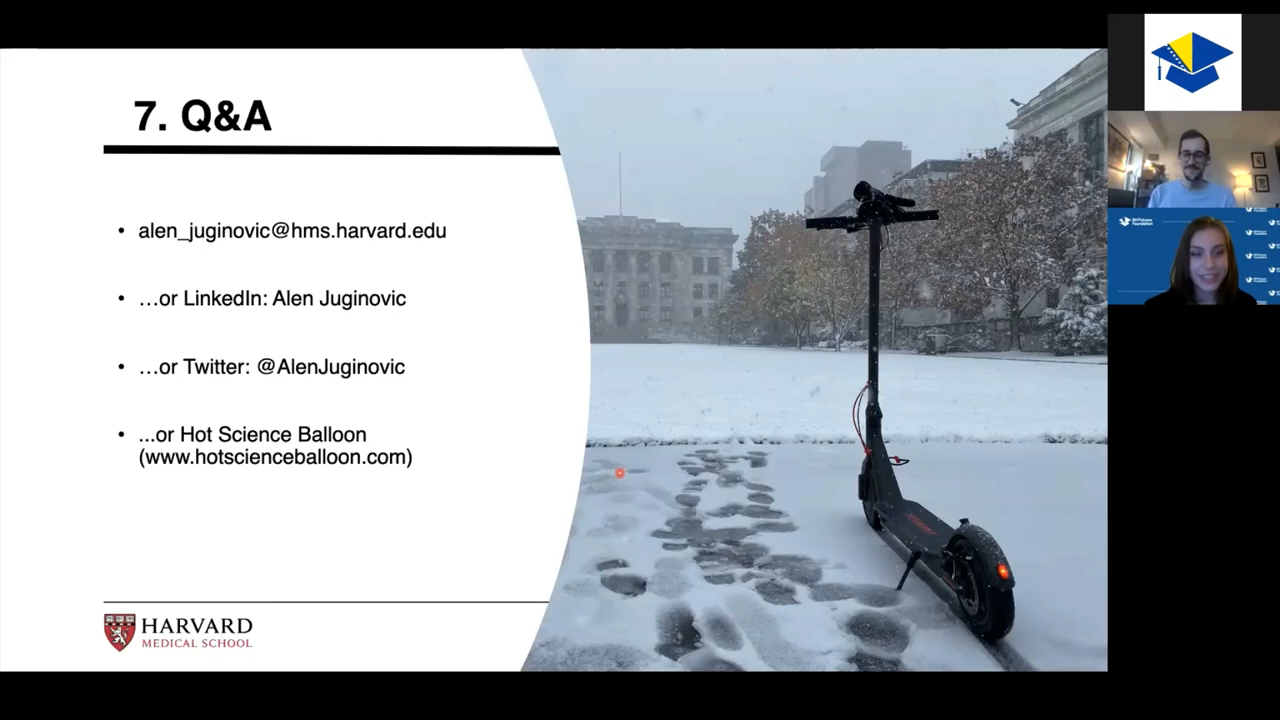 7. Q&A
• alen_juginovic@hms.harvard.edu
• …or LinkedIn: Alen Juginovic
• …or Twitter: @AlenJuginovic
• ...or Hot Science Balloon
(www.hotscienceballoon.com)
HARVARD
MEDICAL SCHOOL